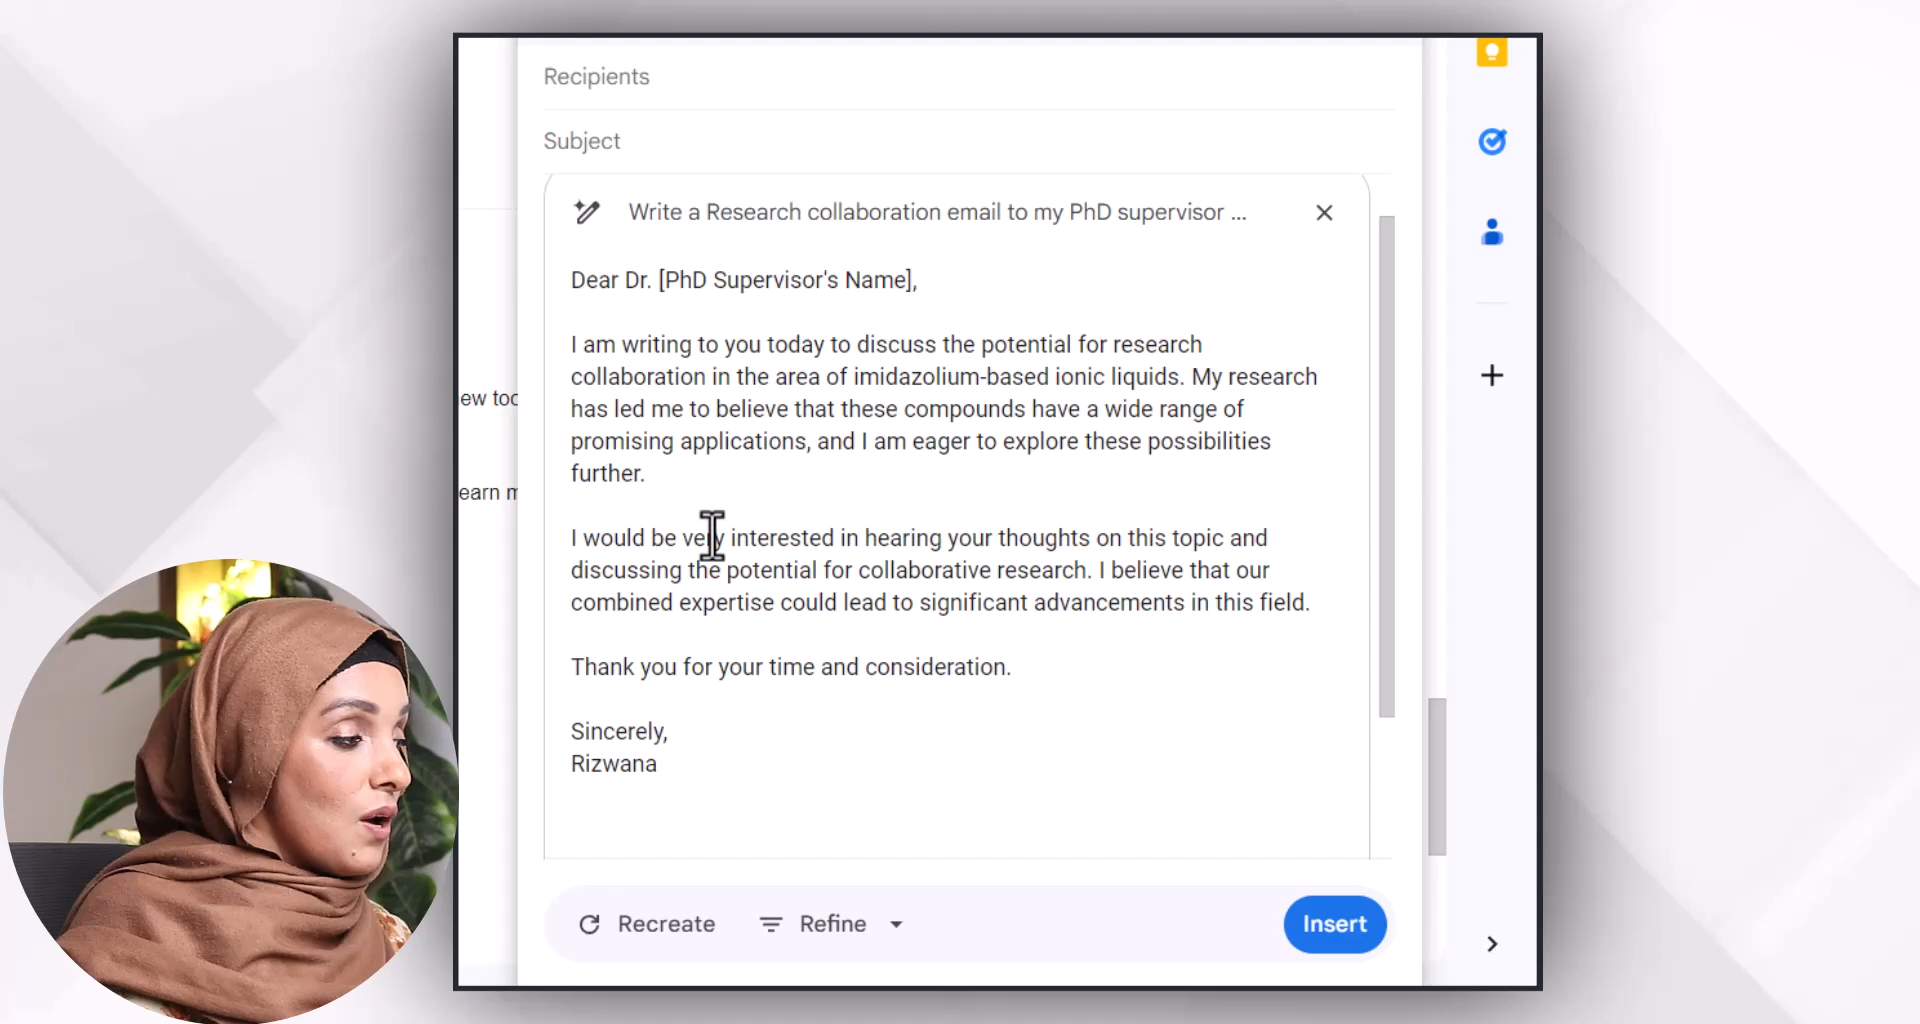 Recipients
Subject
Write a Research collaboration email to my PhD supervisor ...
Dear Dr. [PhD Supervisor's Name],
I am writing to you today to discuss the potential for research
collaboration in the area of imidazolium-based ionic liquids. My research
has led me to believe that these compounds have a wide range of
promising applications, and I am eager to explore these possibilities
further.
I would be very interested in hearing your thoughts on this topic and
discussing the potential for collaborative research. I believe that our
combined expertise could lead to significant advancements in this field.
Thank you for your time and consideration.
Sincerely,
Rizwana
Recreate
Refine
Insert